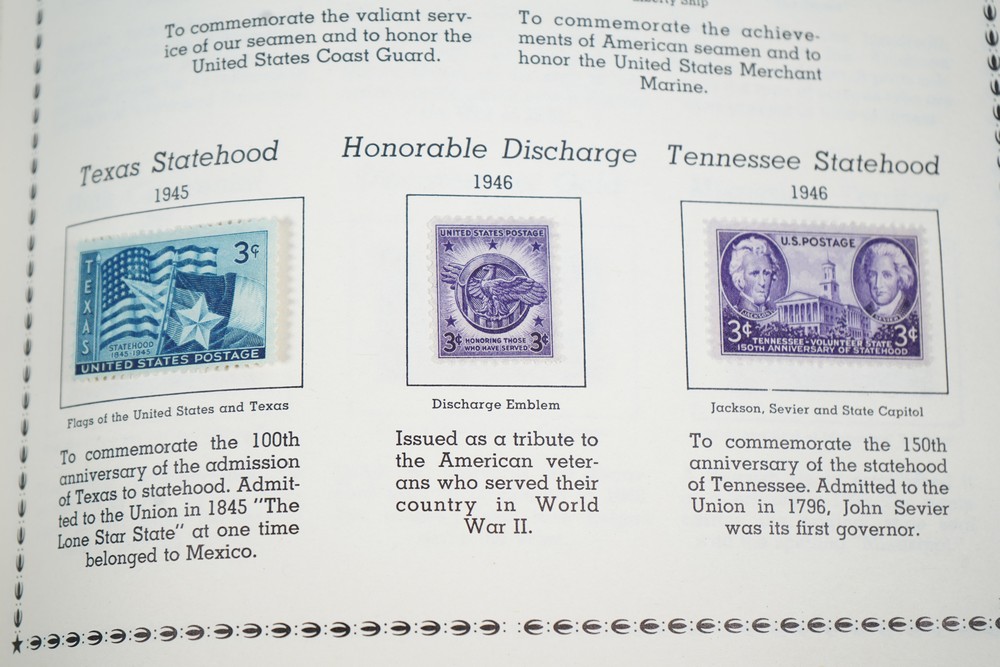 Liberty Ship
To commemorate the valiant serv-
ice of our seamen and to honor the
United States Coast Guard.
To commemorate the achieve-
ments of American seamen and to
honor the United States Merchant
Marine.
Texas Statehood
1945
TEXAS
3¢
STATEHOOD
1845-1945
UNITED STATES POSTAGE
Flags of the United States and Texas
To commemorate the 100th
anniversary of the admission
of Texas to statehood. Admit-
ted to the Union in 1845 "The
Lone Star State" at one time
belonged to Mexico.
Honorable Discharge
1946
UNITED STATES POSTAGE
3¢ HONORING THOSE 3¢
WHO HAVE SERVED
Discharge Emblem
Issued as a tribute to
the American veter-
ans who served their
country in World
War II.
Tennessee Statehood
1946
U.S. POSTAGE
JACKSON
SEVIER
3¢ 3¢
TENNESSEE-VOLUNTEER STATE
150TH ANNIVERSARY OF STATEHOOD
Jackson, Sevier and State Capitol
To commemorate the 150th
anniversary of the statehood
of Tennessee. Admitted to the
Union in 1796, John Sevier
was its first governor.